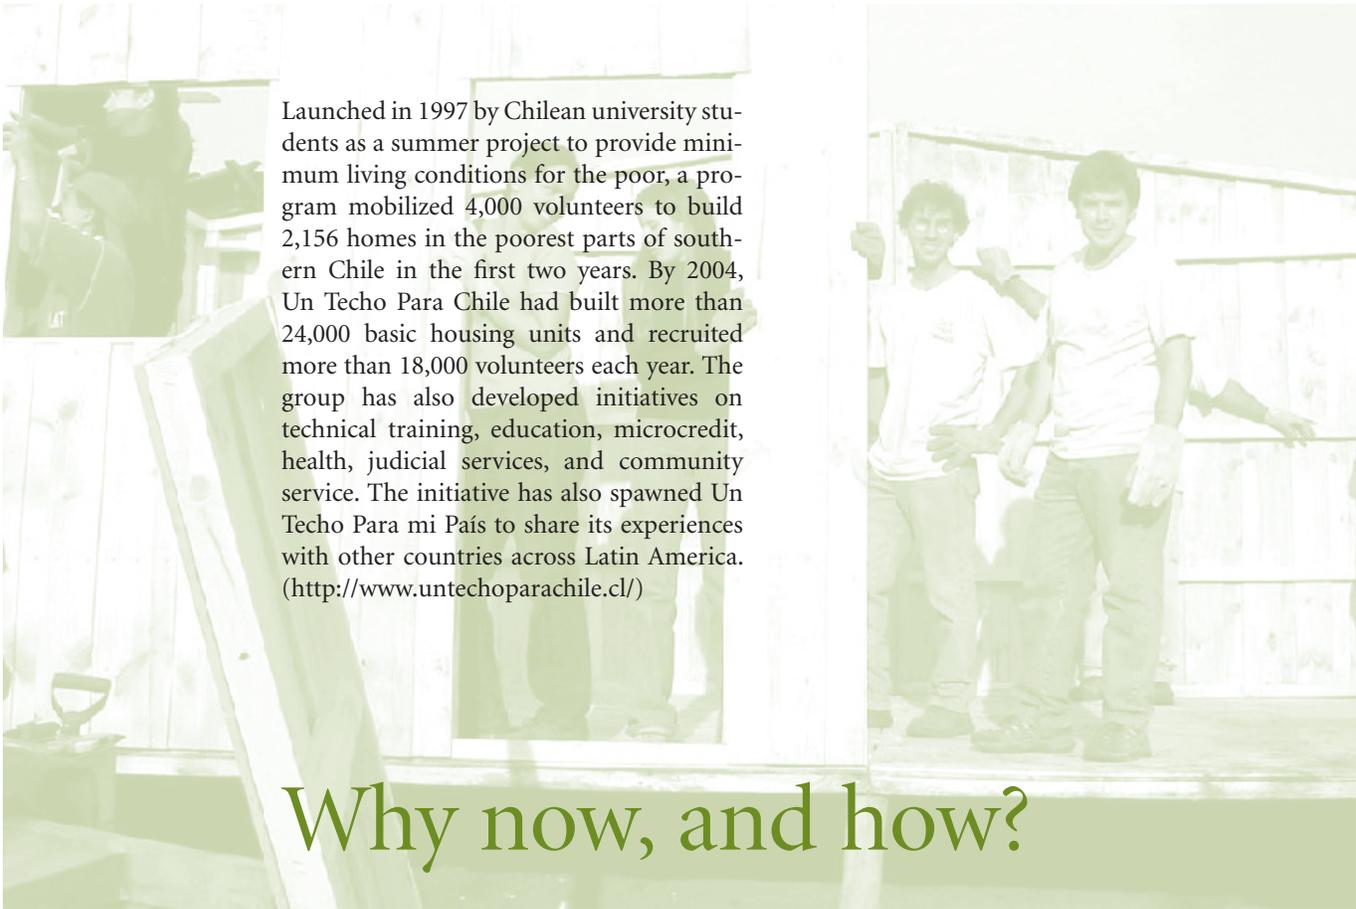 Launched in 1997 by Chilean university stu-
dents as a summer project to provide mini-
mum living conditions for the poor, a pro-
gram mobilized 4,000 volunteers to build
2,156 homes in the poorest parts of south-
ern Chile in the first two years. By 2004,
Un Techo Para Chile had built more than
24,000 basic housing units and recruited
more than 18,000 volunteers each year. The
group has also developed initiatives on
technical training, education, microcredit,
health, judicial services, and community
service. The initiative has also spawned Un
Techo Para mi País to share its experiences
with other countries across Latin America.
(http://www.untechoparachile.cl/)
Why now, and how?